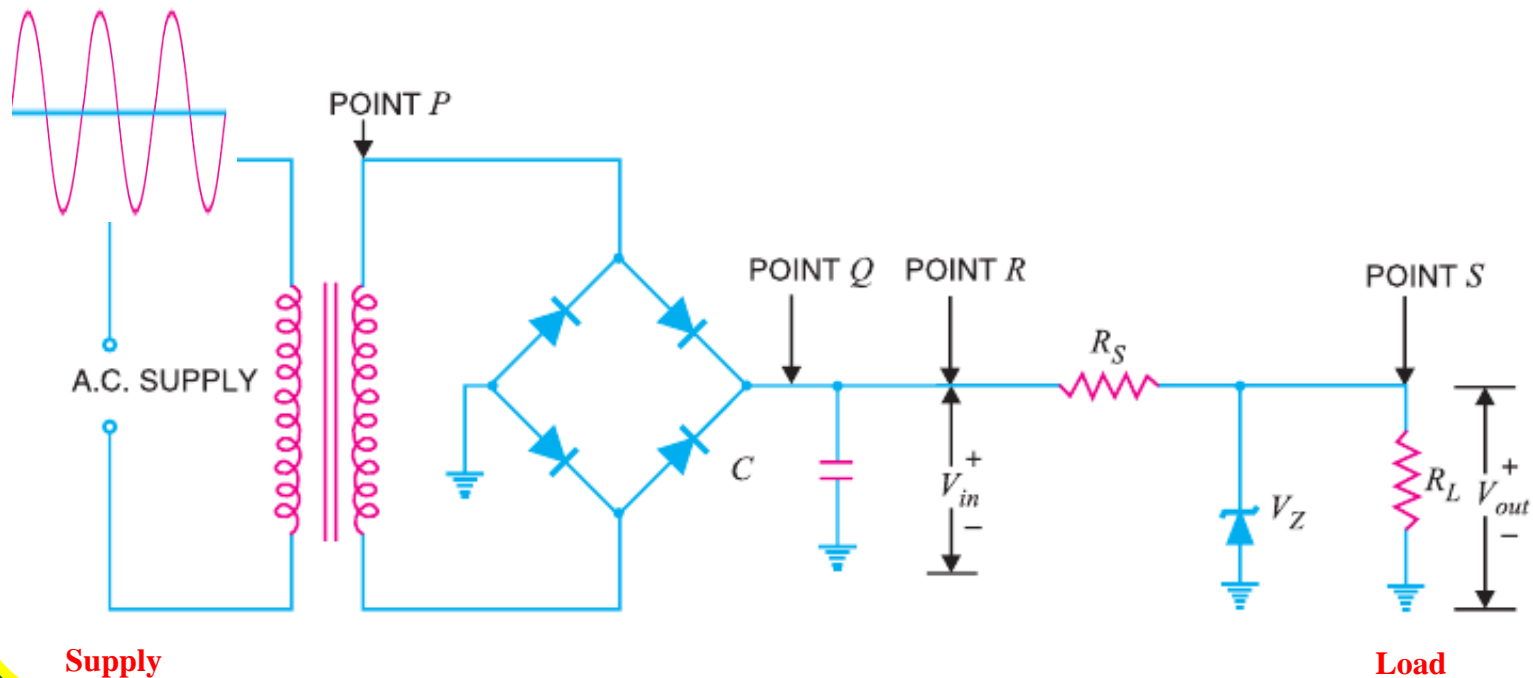 POINT P
POINT Q
POINT R
POINT S
R_S
A.C. SUPPLY
C
+
V_in
−
V_Z
R_L
+
V_out
−
Supply
Load